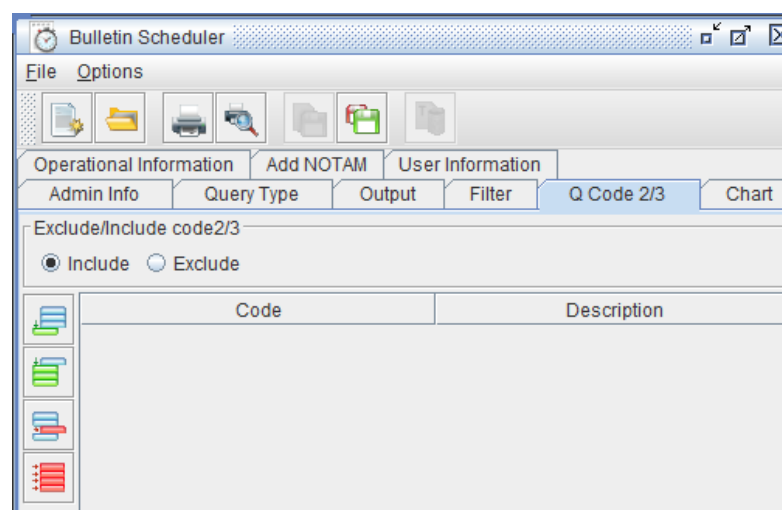 Bulletin Scheduler
File Options
Operational Information Add NOTAM User Information
Admin Info Query Type Output Filter Q Code 2/3 Chart
Exclude/Include code2/3
Include Exclude
Code Description